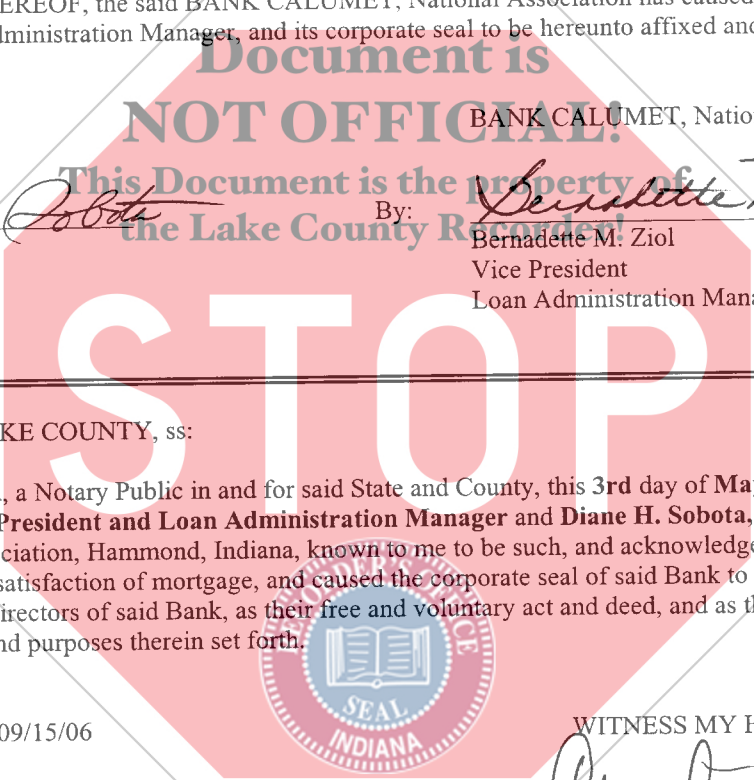 EREOF, the said BANK CALUMET, National Association has caused
dministration Manager, and its corporate seal to be hereunto affixed and
Document is
NOT OFFICIAL!
BANK CALUMET, Natio
This Document is the property of
Sobota
By: Bernadette
the Lake County Recorder!
Bernadette M. Ziol
Vice President
Loan Administration Mana
STOP
KE COUNTY, ss:
, a Notary Public in and for said State and County, this 3rd day of Ma
President and Loan Administration Manager and Diane H. Sobota,
ciation, Hammond, Indiana, known to me to be such, and acknowledge
satisfaction of mortgage, and caused the corporate seal of said Bank to
irectors of said Bank, as their free and voluntary act and deed, and as th
nd purposes therein set forth.
RECORDER'S OFFICE
SEAL
INDIANA
09/15/06
WITNESS MY H